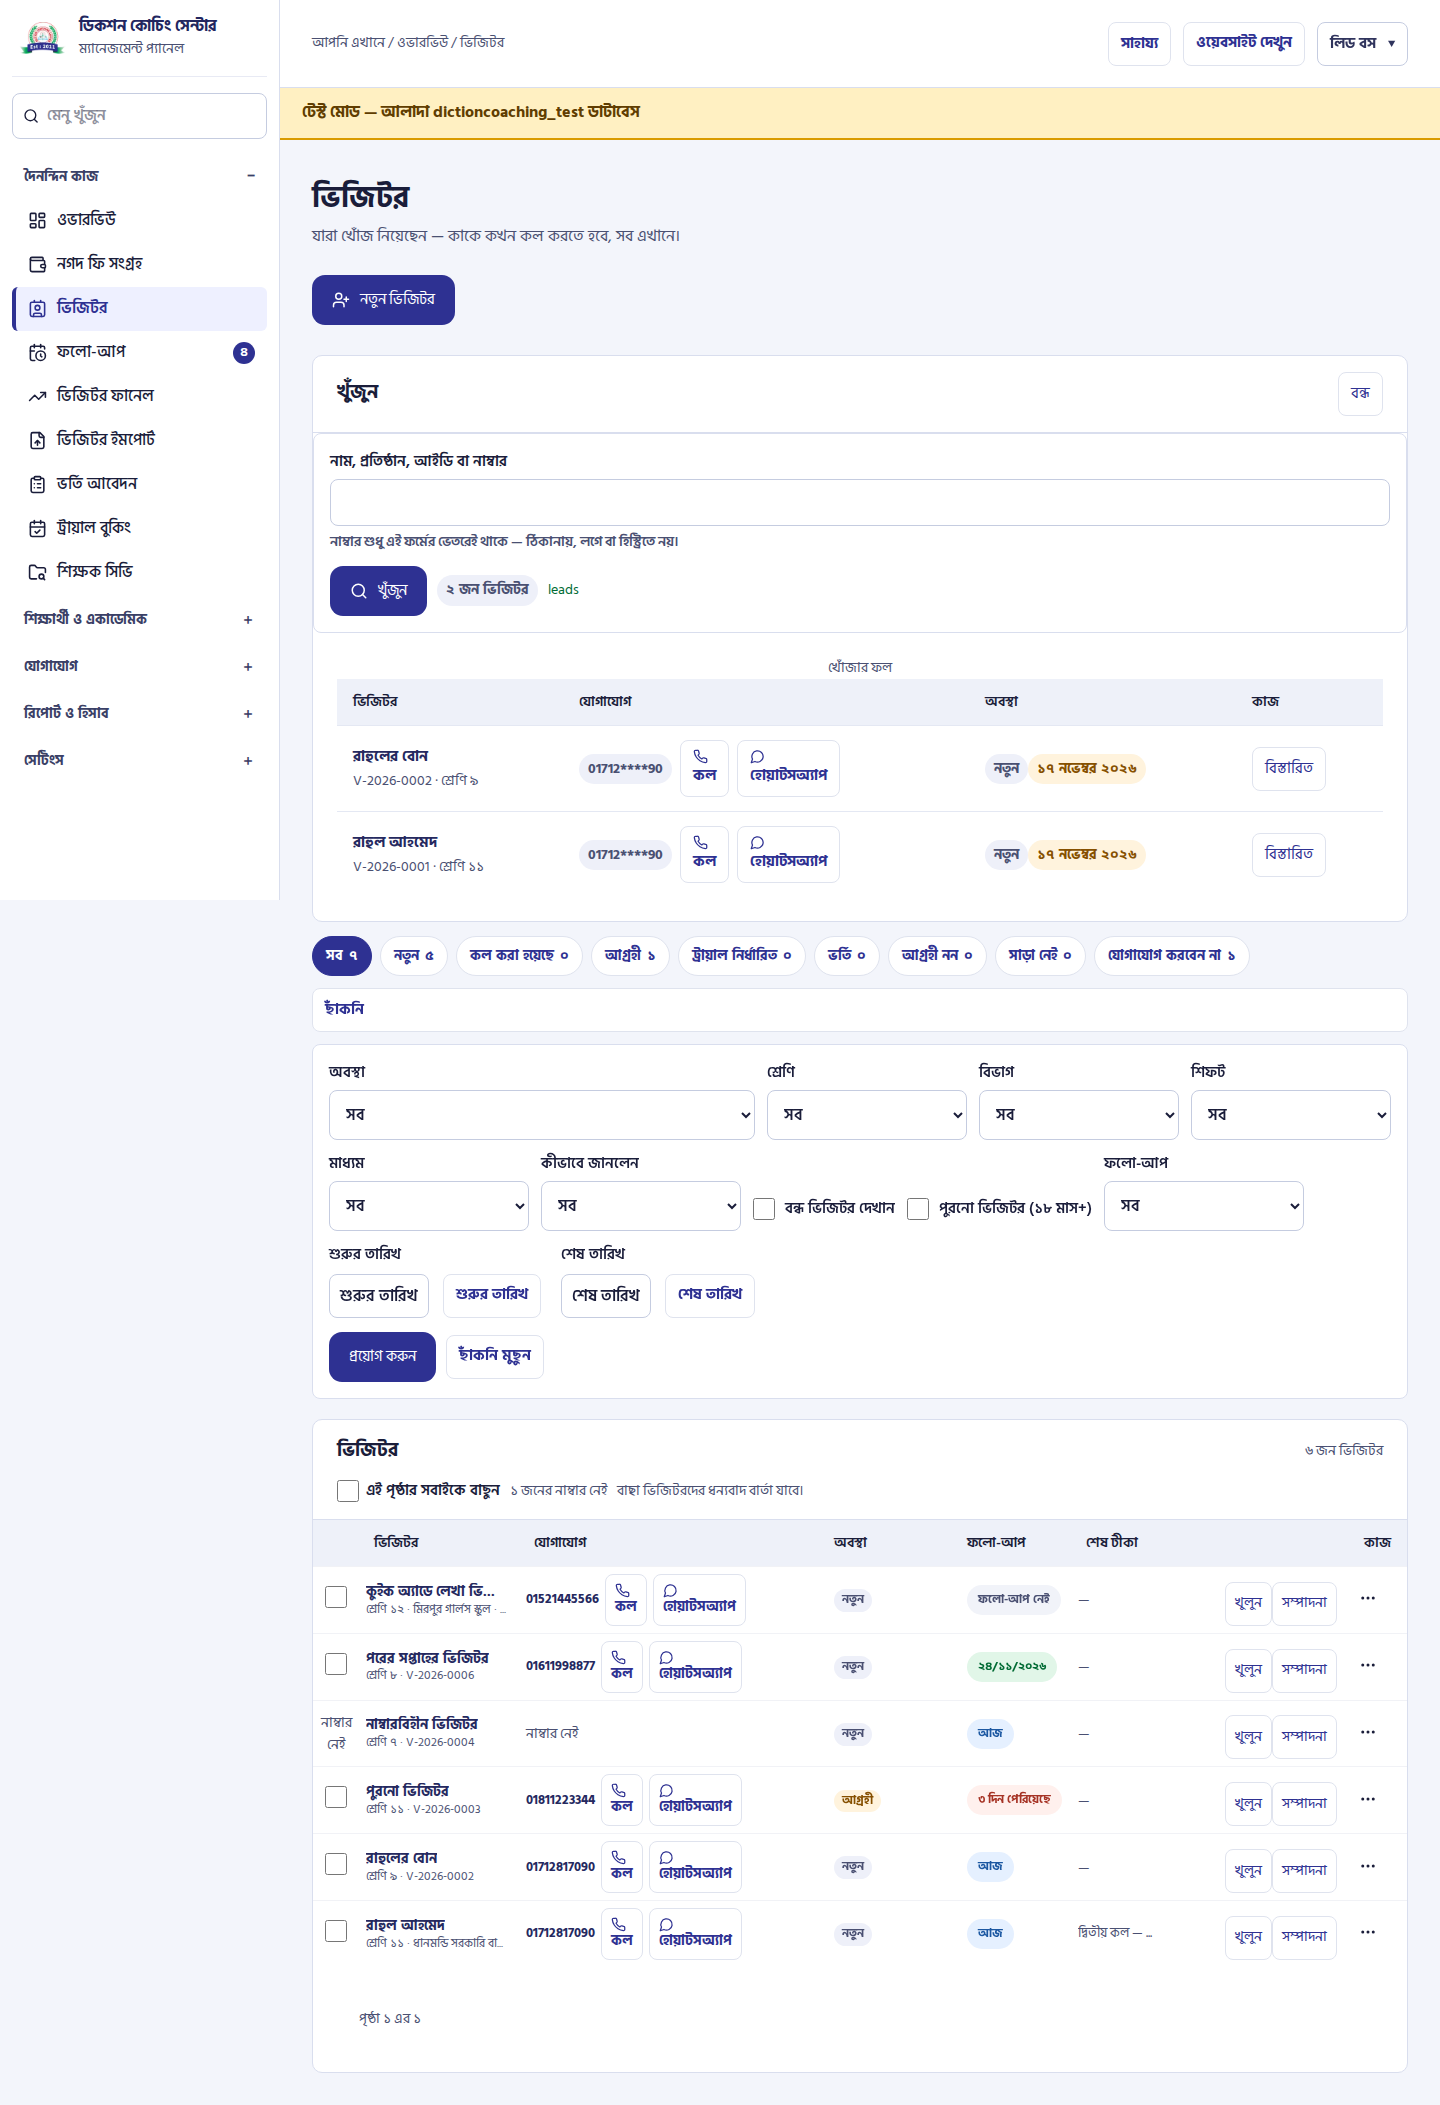 ডিকশন কোচিং সেন্টার
ম্যানেজমেন্ট প্যানেল
Est : 2011
মেনু খুঁজুন
দৈনন্দিন কাজ −
ওভারভিউ
নগদ ফি সংগ্রহ
ভিজিটর
ফলো-আপ 8
ভিজিটর ফানেল
ভিজিটর ইমপোর্ট
ভর্তি আবেদন
ট্রায়াল বুকিং
শিক্ষক সিভি
শিক্ষার্থী ও একাডেমিক +
যোগাযোগ +
রিপোর্ট ও হিসাব +
সেটিংস +
আপনি এখানে / ওভারভিউ / ভিজিটর
সাহায্য ওয়েবসাইট দেখুন লিড বস ▾
টেস্ট মোড — আলাদা dictioncoaching_test ডাটাবেস
ভিজিটর
যারা খোঁজ নিয়েছেন — কাকে কখন কল করতে হবে, সব এখানে।
নতুন ভিজিটর
খুঁজুন বন্ধ
নাম, প্রতিষ্ঠান, আইডি বা নাম্বার
নাম্বার শুধু এই ফর্মের ভেতরেই থাকে — ঠিকানায়, লগে বা হিস্ট্রিতে নয়।
খুঁজুন ২ জন ভিজিটর leads
খোঁজার ফল
ভিজিটর যোগাযোগ অবস্থা কাজ
রাহুলের বোন
V-2026-0002 · শ্রেণি ৯
01712****90 কল হোয়াটসঅ্যাপ নতুন ১৭ নভেম্বর ২০২৬ বিস্তারিত
রাহুল আহমেদ
V-2026-0001 · শ্রেণি ১১
01712****90 কল হোয়াটসঅ্যাপ নতুন ১৭ নভেম্বর ২০২৬ বিস্তারিত
সব ৭ নতুন ৫ কল করা হয়েছে ০ আগ্রহী ১ ট্রায়াল নির্ধারিত ০ ভর্তি ০ আগ্রহী নন ০ সাড়া নেই ০ যোগাযোগ করবেন না ১
ছাঁকনি
অবস্থা শ্রেণি বিভাগ শিফট
সব সব সব সব
মাধ্যম কীভাবে জানলেন ফলো-আপ
সব সব বন্ধ ভিজিটর দেখান পুরনো ভিজিটর (১৮ মাস+) সব
শুরুর তারিখ শেষ তারিখ
শুরুর তারিখ শুরুর তারিখ শেষ তারিখ শেষ তারিখ
প্রয়োগ করুন ছাঁকনি মুছুন
ভিজিটর ৬ জন ভিজিটর
এই পৃষ্ঠার সবাইকে বাছুন ১ জনের নাম্বার নেই বাছা ভিজিটরদের ধন্যবাদ বার্তা যাবে।
ভিজিটর যোগাযোগ অবস্থা ফলো-আপ শেষ টীকা কাজ
কুইক অ্যাডে লেখা ভি...
শ্রেণি ১২ · মিরপুর গার্লস স্কুল · ...
01521445566 কল হোয়াটসঅ্যাপ নতুন ফলো-আপ নেই — খুলুন সম্পাদনা ···
পরের সপ্তাহের ভিজিটর
শ্রেণি ৮ · V-2026-0006
01611998877 কল হোয়াটসঅ্যাপ নতুন ২৪/১১/২০২৬ — খুলুন সম্পাদনা ···
নাম্বার নেই
নাম্বারবিহীন ভিজিটর
শ্রেণি ৭ · V-2026-0004
নাম্বার নেই নতুন আজ — খুলুন সম্পাদনা ···
পুরনো ভিজিটর
শ্রেণি ১১ · V-2026-0003
01811223344 কল হোয়াটসঅ্যাপ আগ্রহী ৩ দিন পেরিয়েছে — খুলুন সম্পাদনা ···
রাহুলের বোন
শ্রেণি ৯ · V-2026-0002
01712817090 কল হোয়াটসঅ্যাপ নতুন আজ — খুলুন সম্পাদনা ···
রাহুল আহমেদ
শ্রেণি ১১ · ধানমন্ডি সরকারি বা...
01712817090 কল হোয়াটসঅ্যাপ নতুন আজ দ্বিতীয় কল — ... খুলুন সম্পাদনা ···
পৃষ্ঠা ১ এর ১